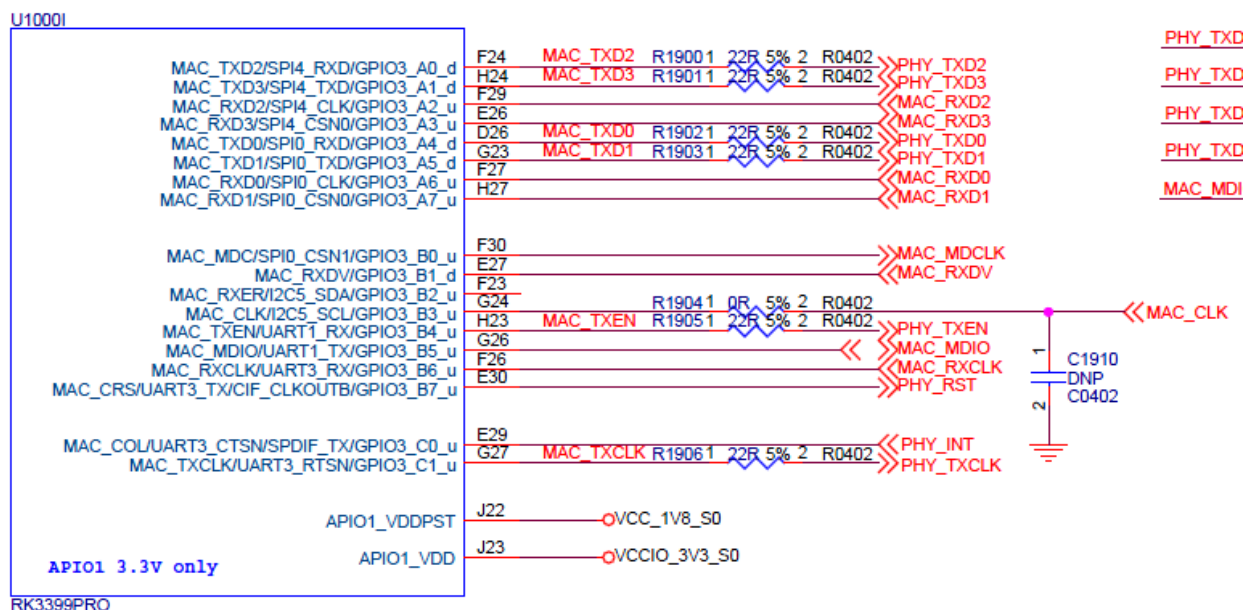 U1000I
MAC_TXD2/SPI4_RXD/GPIO3_A0_d F24 MAC_TXD2 R1900 1 22R 5% 2 R0402 PHY_TXD2
MAC_TXD3/SPI4_TXD/GPIO3_A1_d H24 MAC_TXD3 R1901 1 22R 5% 2 R0402 PHY_TXD3
MAC_RXD2/SPI4_CLK/GPIO3_A2_u F29 MAC_RXD2
MAC_RXD3/SPI4_CSN0/GPIO3_A3_u E26 MAC_RXD3
MAC_TXD0/SPI0_RXD/GPIO3_A4_d D26 MAC_TXD0 R1902 1 22R 5% 2 R0402 PHY_TXD0
MAC_TXD1/SPI0_TXD/GPIO3_A5_d G23 MAC_TXD1 R1903 1 22R 5% 2 R0402 PHY_TXD1
MAC_RXD0/SPI0_CLK/GPIO3_A6_u F27 MAC_RXD0
MAC_RXD1/SPI0_CSN0/GPIO3_A7_u H27 MAC_RXD1
MAC_MDC/SPI0_CSN1/GPIO3_B0_u F30 MAC_MDCLK
MAC_RXDV/GPIO3_B1_d E27 MAC_RXDV
MAC_RXER/I2C5_SDA/GPIO3_B2_u F23
MAC_CLK/I2C5_SCL/GPIO3_B3_u G24 R1904 1 0R 5% 2 R0402 MAC_CLK
MAC_TXEN/UART1_RX/GPIO3_B4_u H23 MAC_TXEN R1905 1 22R 5% 2 R0402 PHY_TXEN
MAC_MDIO/UART1_TX/GPIO3_B5_u G26 MAC_MDIO
MAC_RXCLK/UART3_RX/GPIO3_B6_u F26 MAC_RXCLK
MAC_CRS/UART3_TX/CIF_CLKOUTB/GPIO3_B7_u E30 PHY_RST
MAC_COL/UART3_CTSN/SPDIF_TX/GPIO3_C0_u E29 PHY_INT
MAC_TXCLK/UART3_RTSN/GPIO3_C1_u G27 MAC_TXCLK R1906 1 22R 5% 2 R0402 PHY_TXCLK
APIO1_VDDPST J22 VCC_1V8_S0
APIO1_VDD J23 VCCIO_3V3_S0
APIO1 3.3V only
RK3399PRO
1
C1910
DNP
C0402
2
PHY_TXD
PHY_TXD
PHY_TXD
PHY_TXD
MAC_MDI